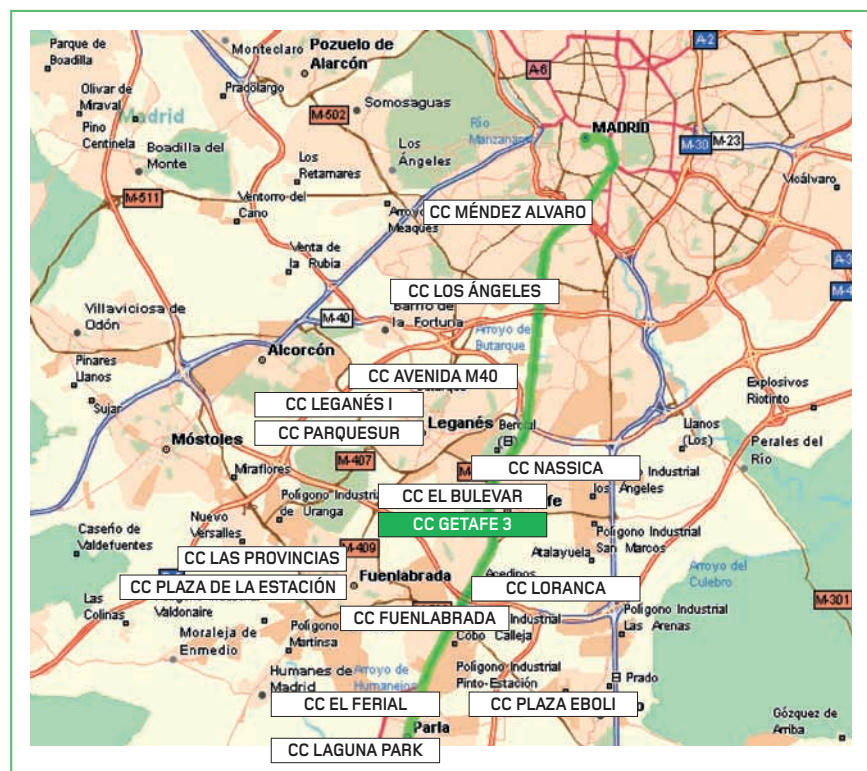 Parque de
Boadilla
Monteclaro
Pozuelo de
Alarcón
A-6
A-2
Olivar de
Miraval
Madrid
Pradolargo
Somosaguas
M-502
Río
Manzanares
MADRID
Pino
Centinela
Boadilla del
Monte
Los
Ángeles
M-30
M-23
Los
Retamares
M-511
Ventorro-del
Cano
Arroyo
Meaques
CC MÉNDEZ ALVARO
Venta de
la Rubia
A-3
CC LOS ÁNGELES
Villaviciosa de
Odón
M-40
Barrio de
la Fortuna
Arroyo de
Butarque
Alcorcón
Pinares
Llanos
CC AVENIDA M40
Explosivos
Riotinto
Sujar
CC LEGANÉS I
CC PARQUESUR
Leganés
Bercial
(B)
Llanos
(Los)
Móstoles
Perales del
Río
M-407
Miraflores
CC NASSICA
Industrial
los Angeles
Polígono
de Uranga
CC EL BULEVAR
Nuevo
Versalles
CC GETAFE 3
Caserio de
Valdefuentes
Polígono Industrial
San Marcos
Atalayuela
CC LAS PROVINCIAS
M-409
Arroyo del
Culebro
Acedinos
CC PLAZA DE LA ESTACIÓN
Fuenlabrada
CC LORANCA
M-301
Las
Colinas
Valdonaire
Polígono Industrial
Las Arenas
CC FUENLABRADA
Moraleja de
Enmedio
Martinsa
Cobo Calleja
Humanes de
Madrid
Arroyo de
Humanejos
Polígono Industrial
Pinto-Estación
Prado
CC EL FERIAL
CC PLAZA EBOLI
Gózquez de
Arriba
Parla
CC LAGUNA PARK